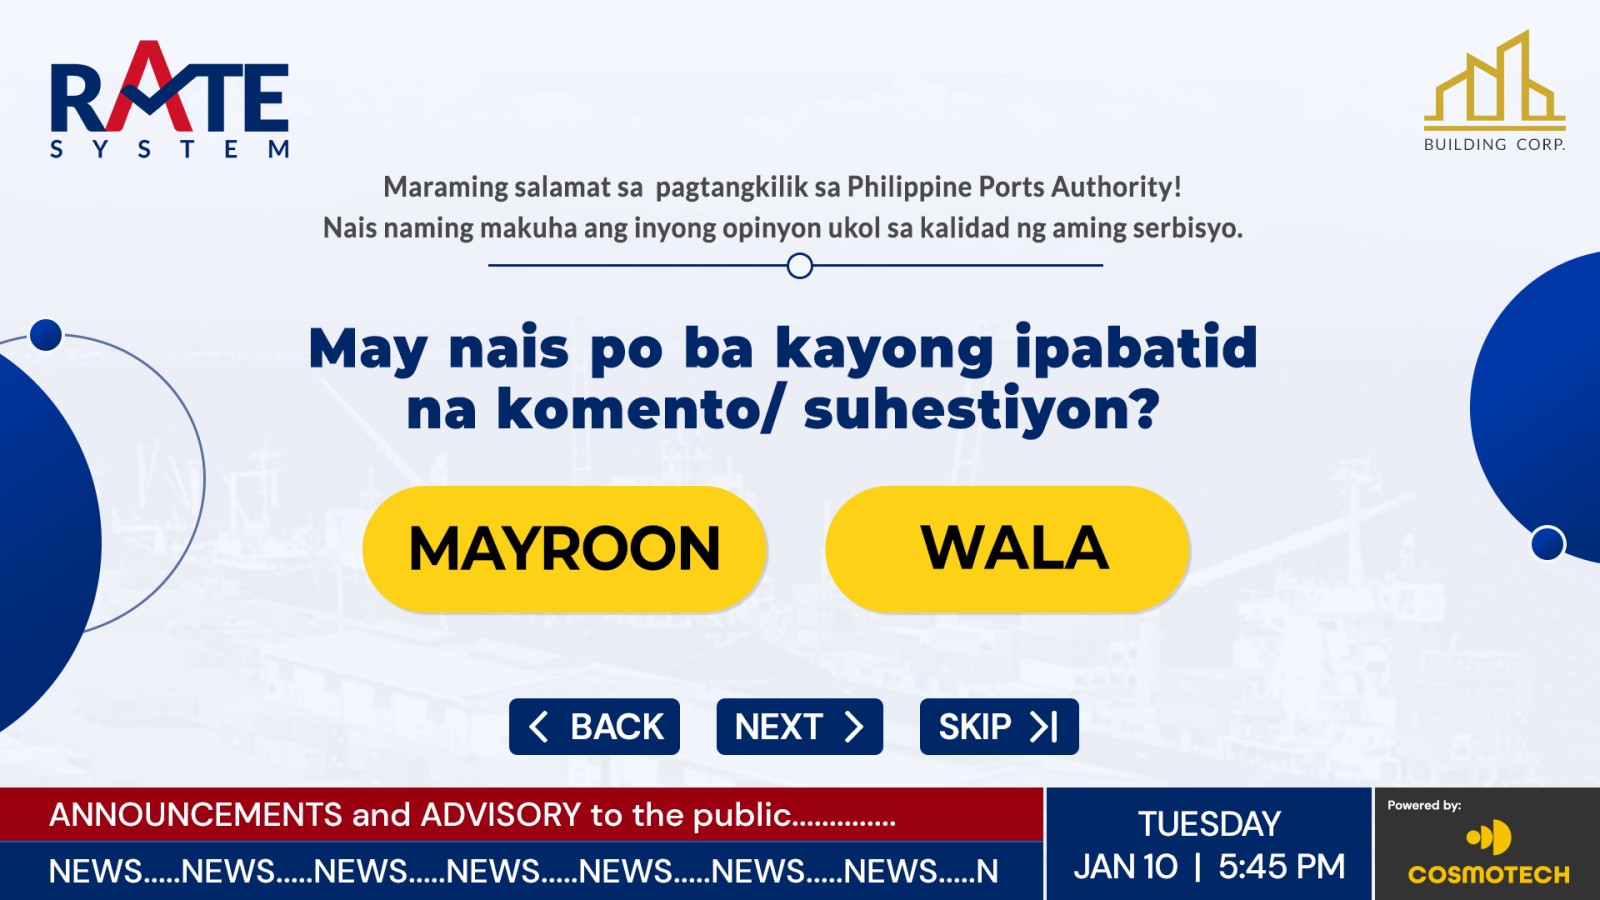 RATE
SYSTEM
BUILDING CORP.
Maraming salamat sa pagtangkilik sa Philippine Ports Authority!
Nais naming makuha ang inyong opinyon ukol sa kalidad ng aming serbisyo.
May nais po ba kayong ipabatid
na komento/ suhestiyon?
MAYROON
WALA
BACK
NEXT
SKIP
ANNOUNCEMENTS and ADVISORY to the public..............
NEWS.....NEWS.....NEWS.....NEWS.....NEWS.....NEWS.....NEWS.....N
TUESDAY
JAN 10 | 5:45 PM
Powered by:
COSMOTECH